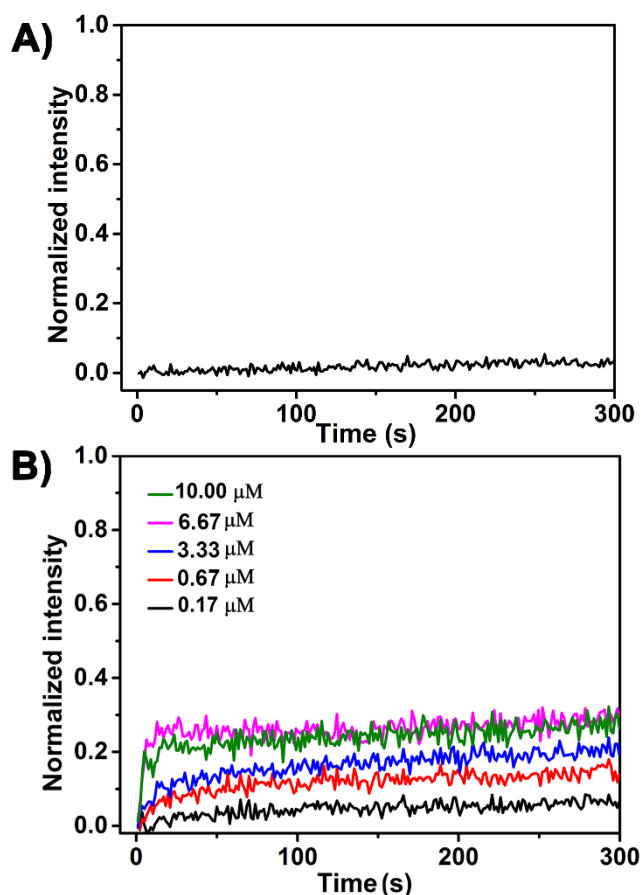 A)
Normalized intensity
1.0
0.8
0.6
0.4
0.2
0.0
0 100 200 300
Time (s)
B)
Normalized intensity
1.0
0.8
0.6
0.4
0.2
0.0
10.00 μM
6.67 μM
3.33 μM
0.67 μM
0.17 μM
0 100 200 300
Time (s)